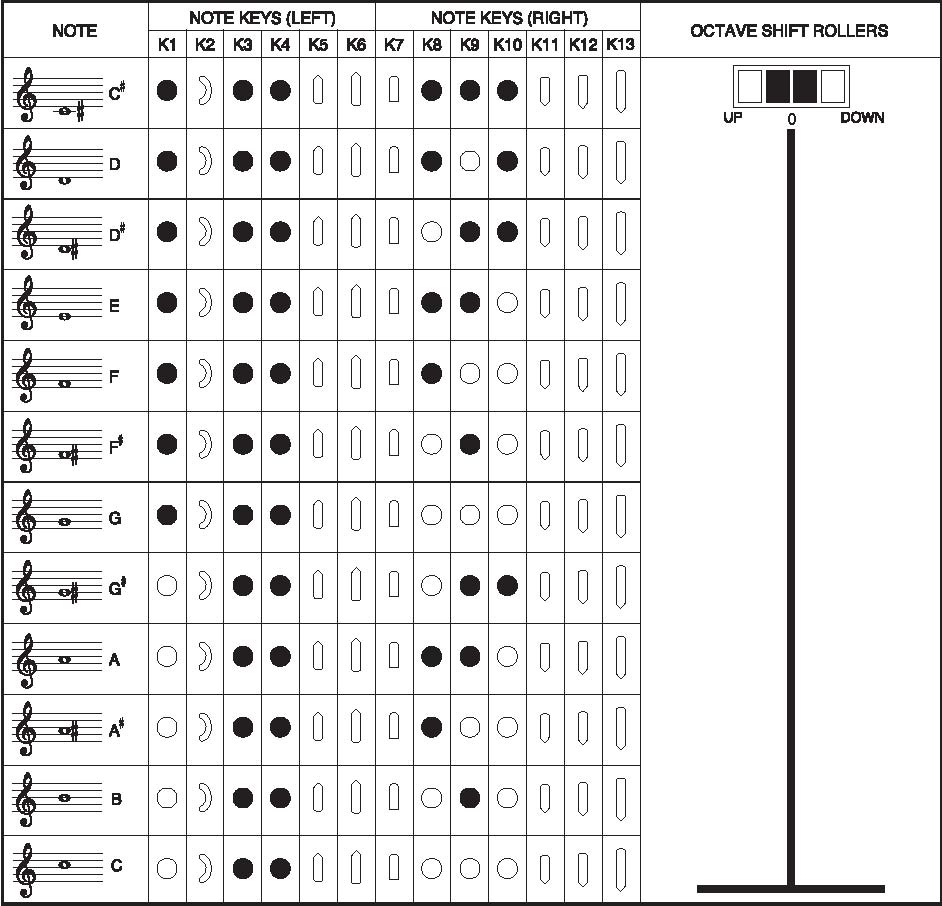 NOTE NOTE KEYS (LEFT) NOTE KEYS (RIGHT) OCTAVE SHIFT ROLLERS
K1 K2 K3 K4 K5 K6 K7 K8 K9 K10 K11 K12 K13
C#
UP 0 DOWN
D
D#
E
F
F#
G
G#
A
A#
B
C